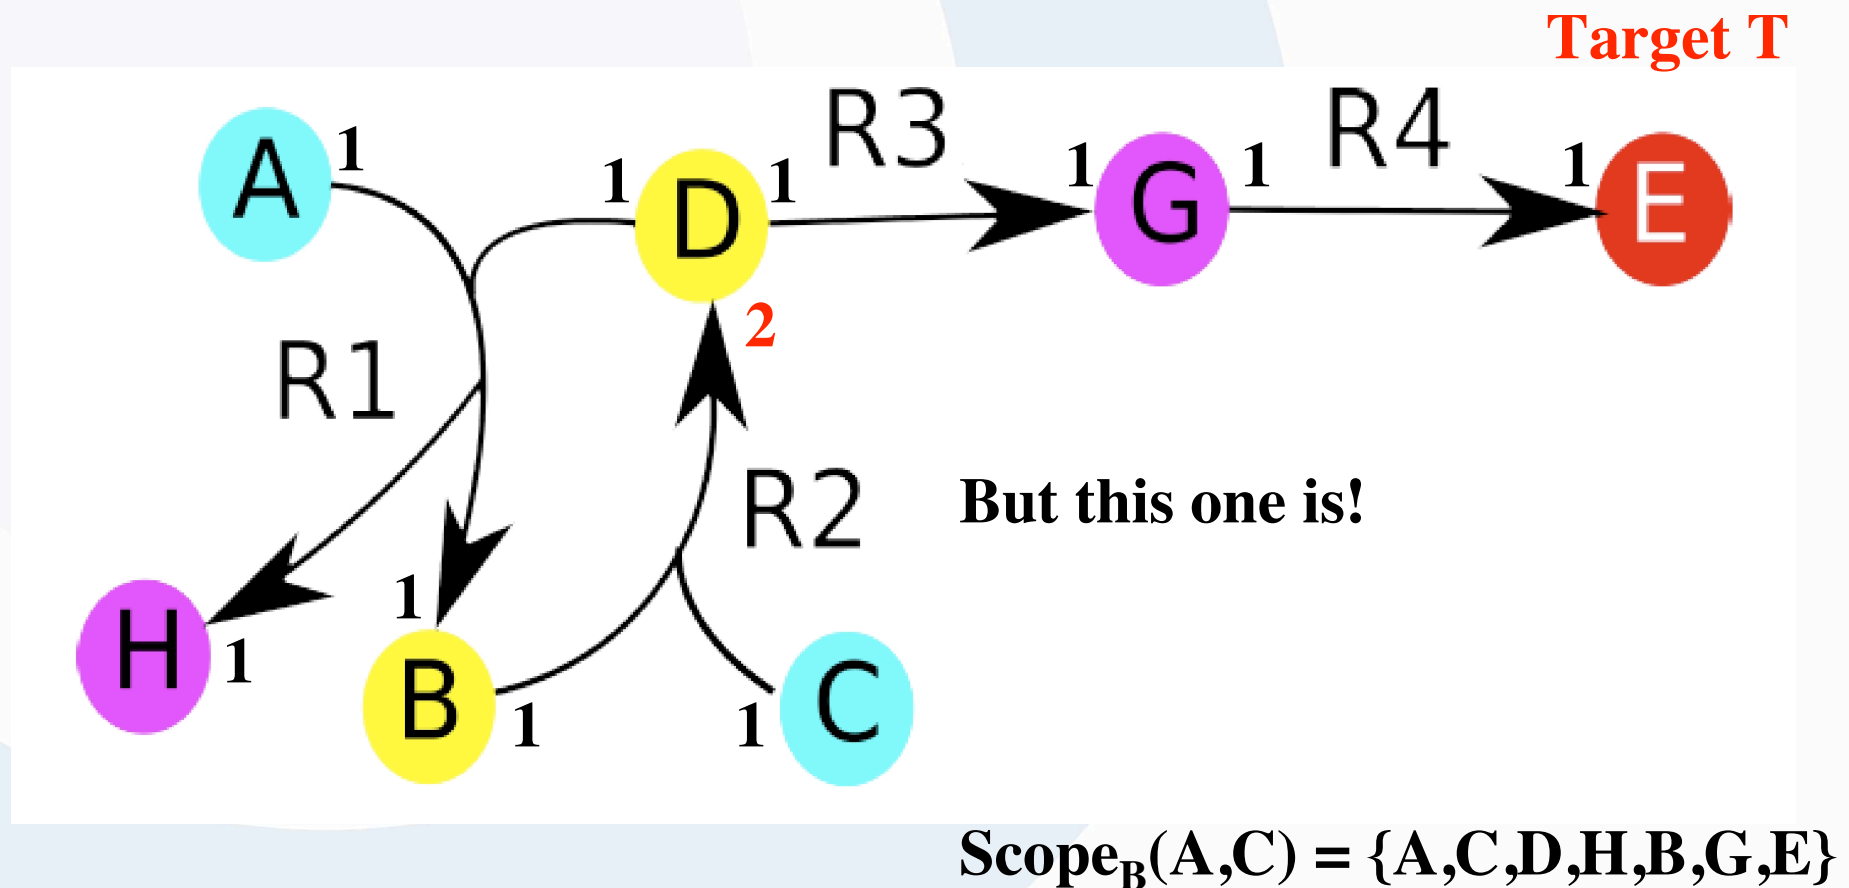 Target T
A
1
1
D
1
R3
1
G
1
R4
1
E
2
R1
R2
But this one is!
H
1
1
B
1
1
C
ScopeB(A,C) = {A,C,D,H,B,G,E}